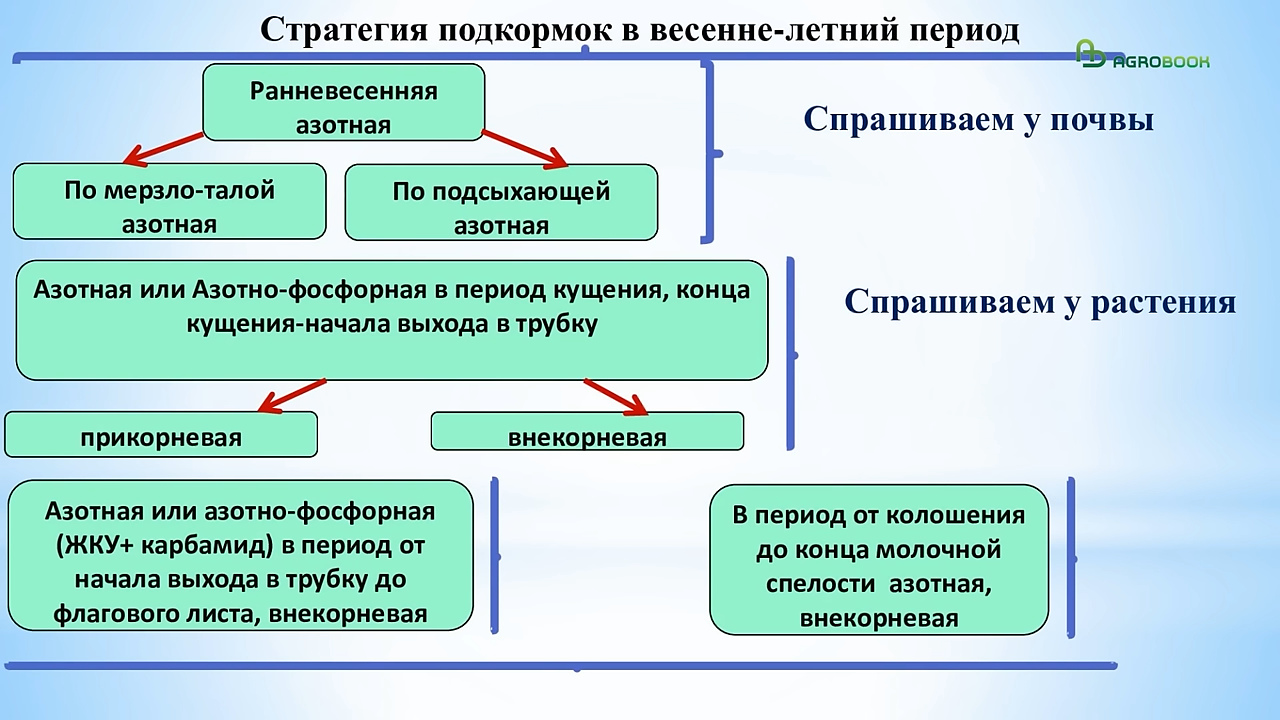 Стратегия подкормок в весенне-летний период
AGROBOOK
Ранневесенняя
азотная
Спрашиваем у почвы
По мерзло-талой
азотная
По подсыхающей
азотная
Азотная или Азотно-фосфорная в период кущения, конца
кущения-начала выхода в трубку
Спрашиваем у растения
прикорневая
внекорневая
Азотная или азотно-фосфорная
(ЖКУ+ карбамид) в период от
начала выхода в трубку до
флагового листа, внекорневая
В период от колошения
до конца молочной
спелости азотная,
внекорневая